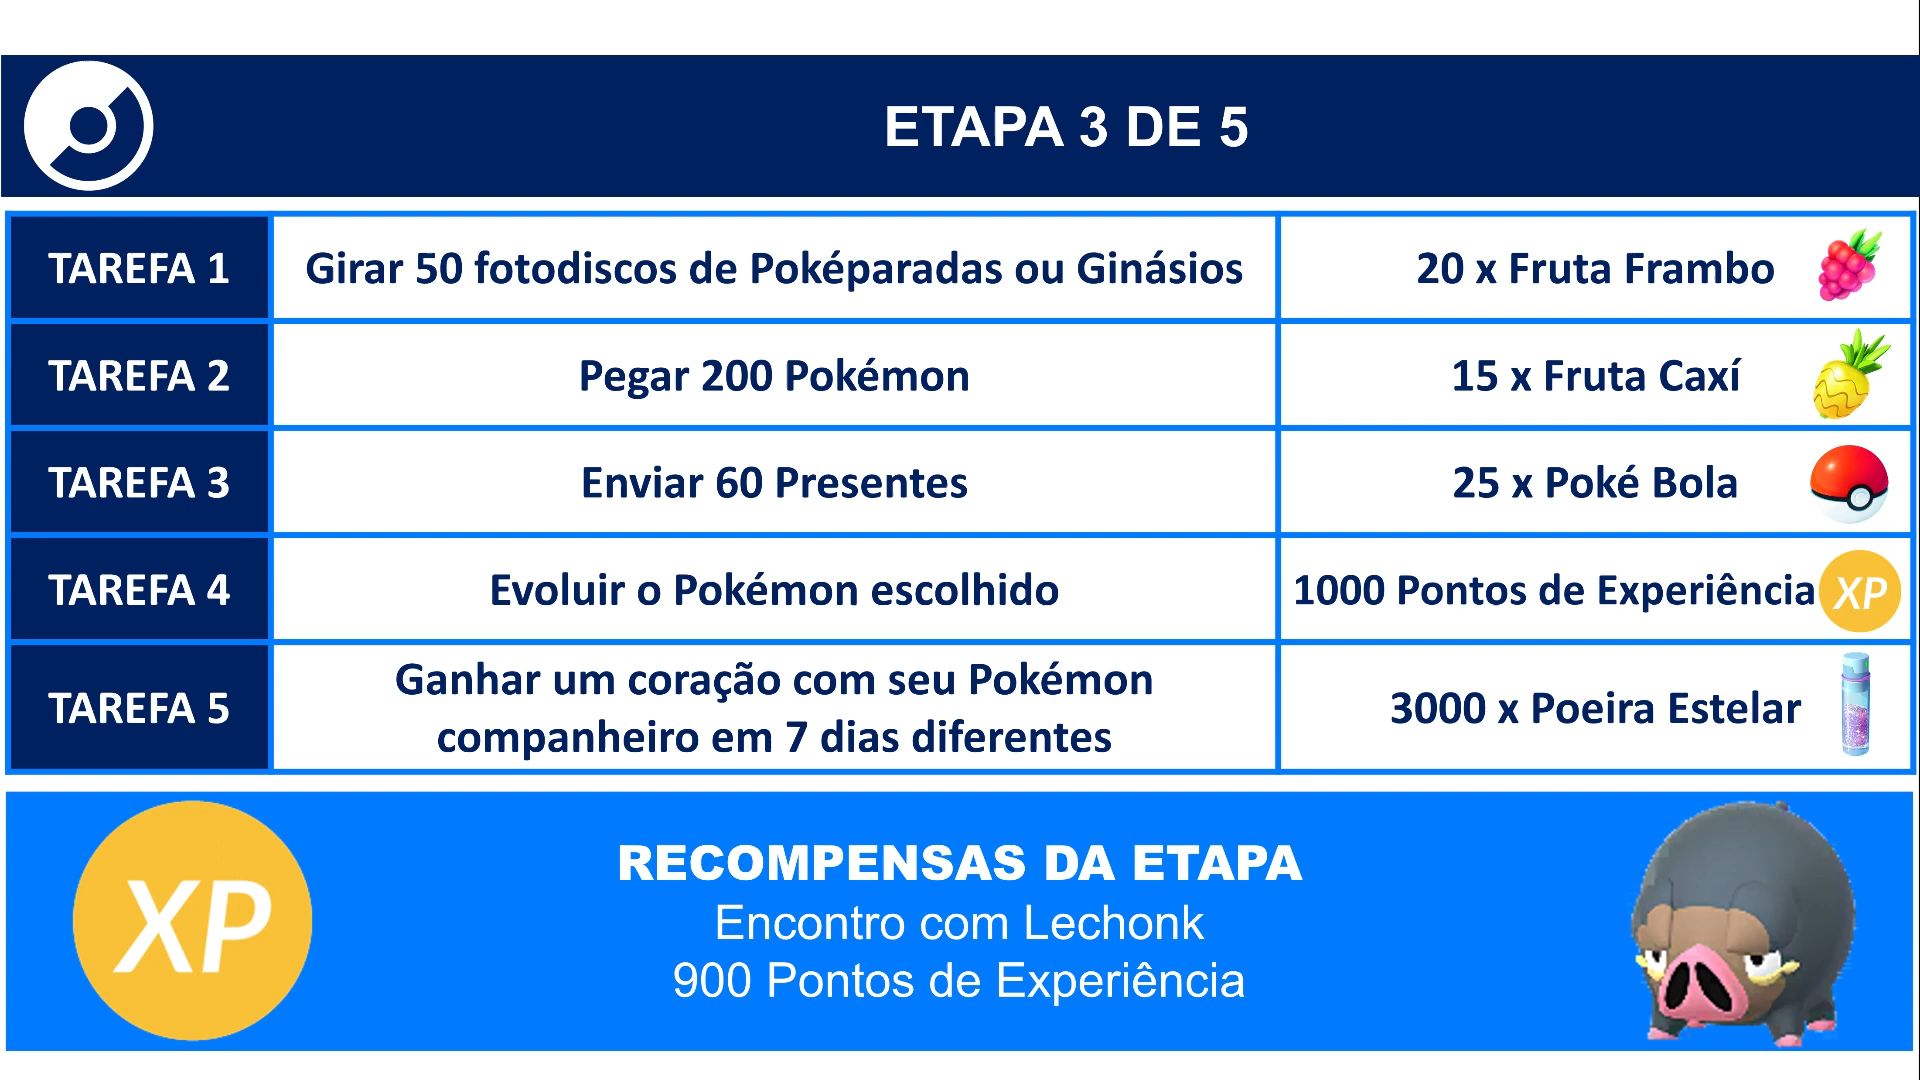 ETAPA 3 DE 5
TAREFA 1
Girar 50 fotodiscos de Poképaradas ou Ginásios
20 x Fruta Frambo
TAREFA 2
Pegar 200 Pokémon
15 x Fruta Caxí
TAREFA 3
Enviar 60 Presentes
25 x Poké Bola
TAREFA 4
Evoluir o Pokémon escolhido
1000 Pontos de Experiência
XP
TAREFA 5
Ganhar um coração com seu Pokémon
companheiro em 7 dias diferentes
3000 x Poeira Estelar
XP
RECOMPENSAS DA ETAPA
Encontro com Lechonk
900 Pontos de Experiência